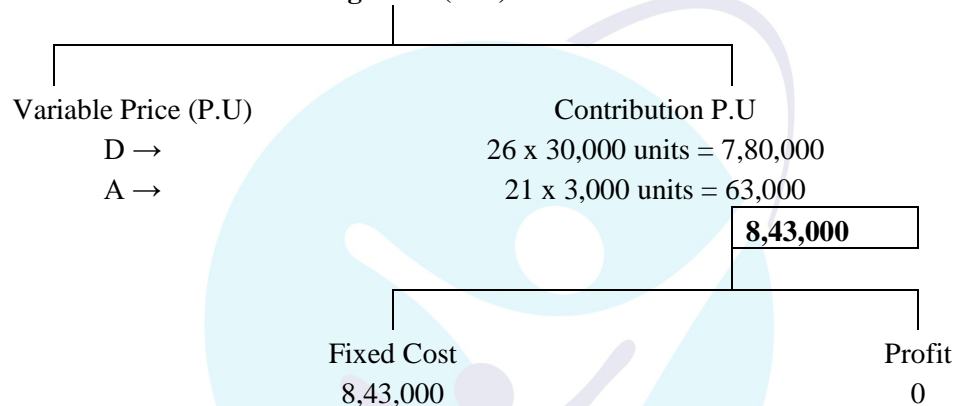 Variable Price (P.U) Contribution P.U
D → 26 x 30,000 units = 7,80,000
A → 21 x 3,000 units = 63,000
8,43,000
Fixed Cost Profit
8,43,000 0